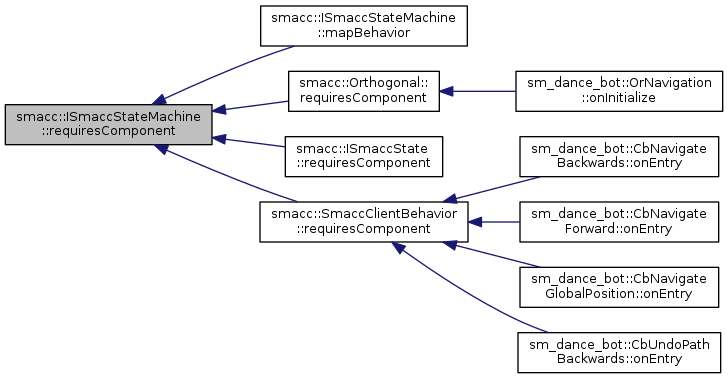 smacc::ISmaccStateMachine
::mapBehavior
smacc::Orthogonal::
requiresComponent
sm_dance_bot::OrNavigation
::onInitialize
smacc::ISmaccStateMachine
::requiresComponent
smacc::ISmaccState
::requiresComponent
sm_dance_bot::CbNavigate
Backwards::onEntry
smacc::SmaccClientBehavior
::requiresComponent
sm_dance_bot::CbNavigate
Forward::onEntry
sm_dance_bot::CbNavigate
GlobalPosition::onEntry
sm_dance_bot::CbUndoPath
Backwards::onEntry